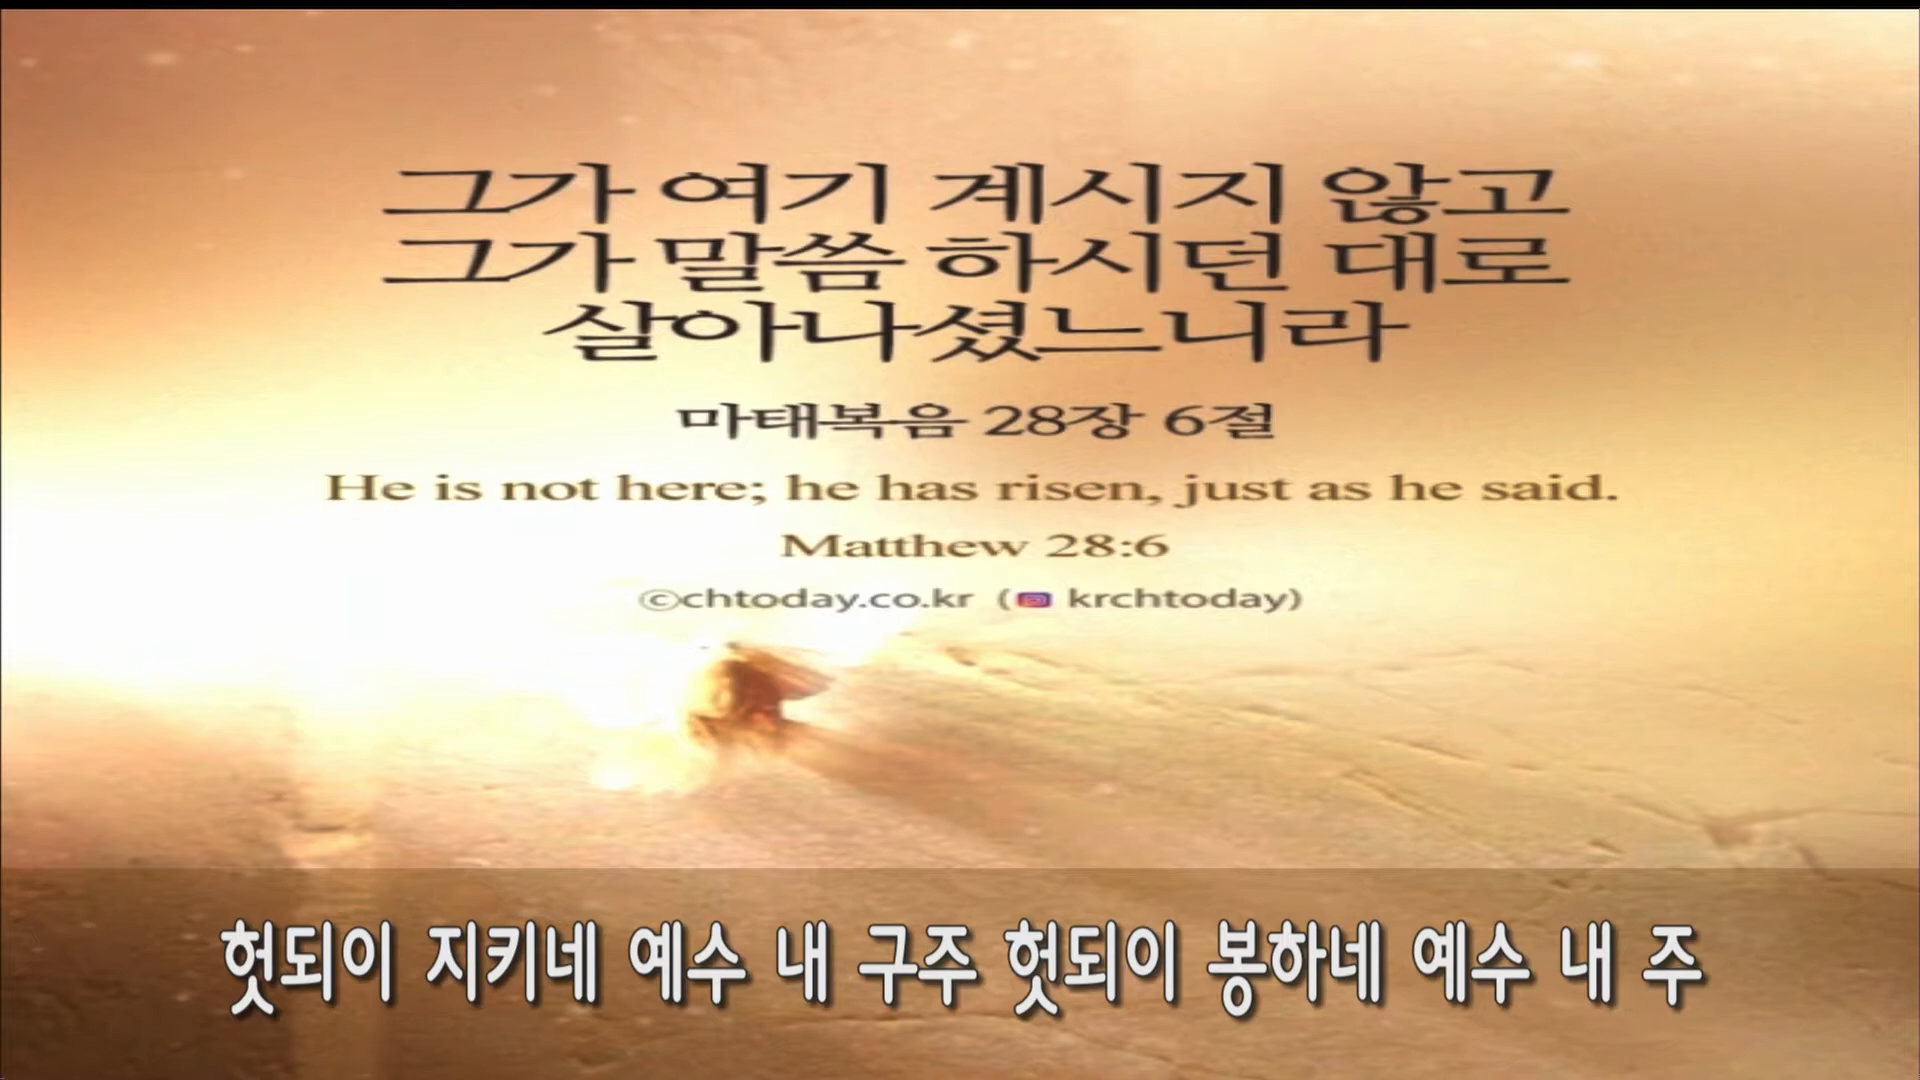 그가 여기 계시지 않고
그가 말씀 하시던 대로
살아나셨느니라
마태복음 28장 6절
He is not here; he has risen, just as he said.
Matthew 28:6
©chtoday.co.kr ( krchtoday)
헛되이 지키네 예수 내 구주 헛되이 봉하네 예수 내 주